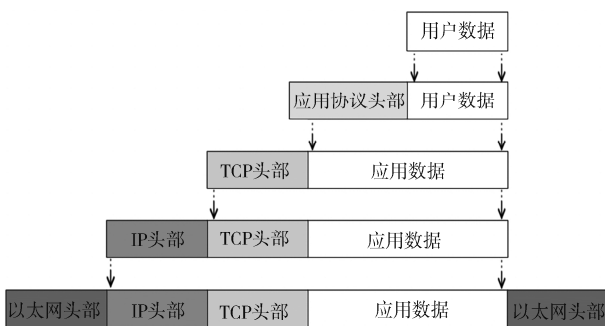 用户数据
应用协议头部 用户数据
TCP头部 应用数据
IP头部 TCP头部 应用数据
以太网头部 IP头部 TCP头部 应用数据 以太网头部